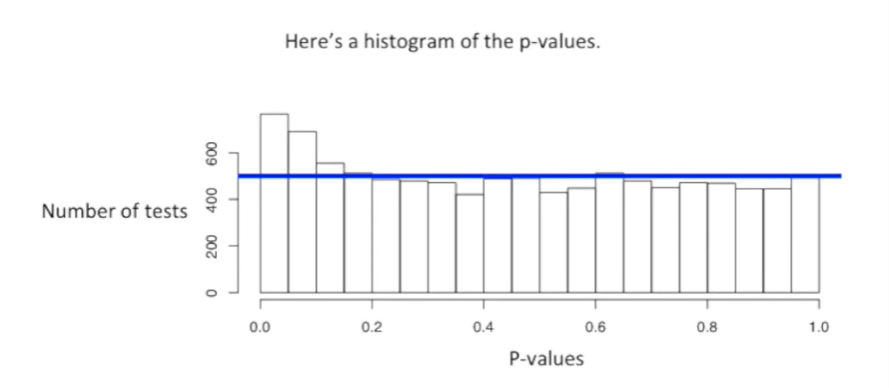 Here's a histogram of the p-values.
600
400
200
0
Number of tests
0.0 0.2 0.4 0.6 0.8 1.0
P-values